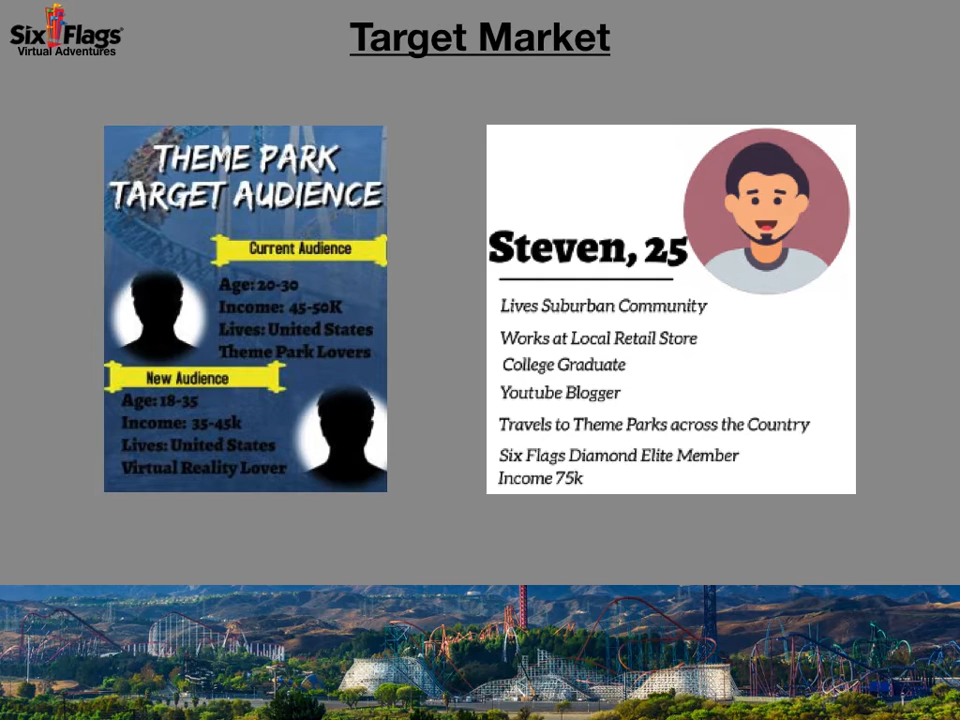 Six Flags
Virtual Adventures
Target Market
THEME PARK
TARGET AUDIENCE
Current Audience
Age: 20-30
Income: 45-50K
Lives: United States
Theme Park Lovers
New Audience
Age: 18-35
Income: 35-45k
Lives: United States
Virtual Reality Lover
Steven, 25
Lives Suburban Community
Works at Local Retail Store
College Graduate
Youtube Blogger
Travels to Theme Parks across the Country
Six Flags Diamond Elite Member
Income 75k